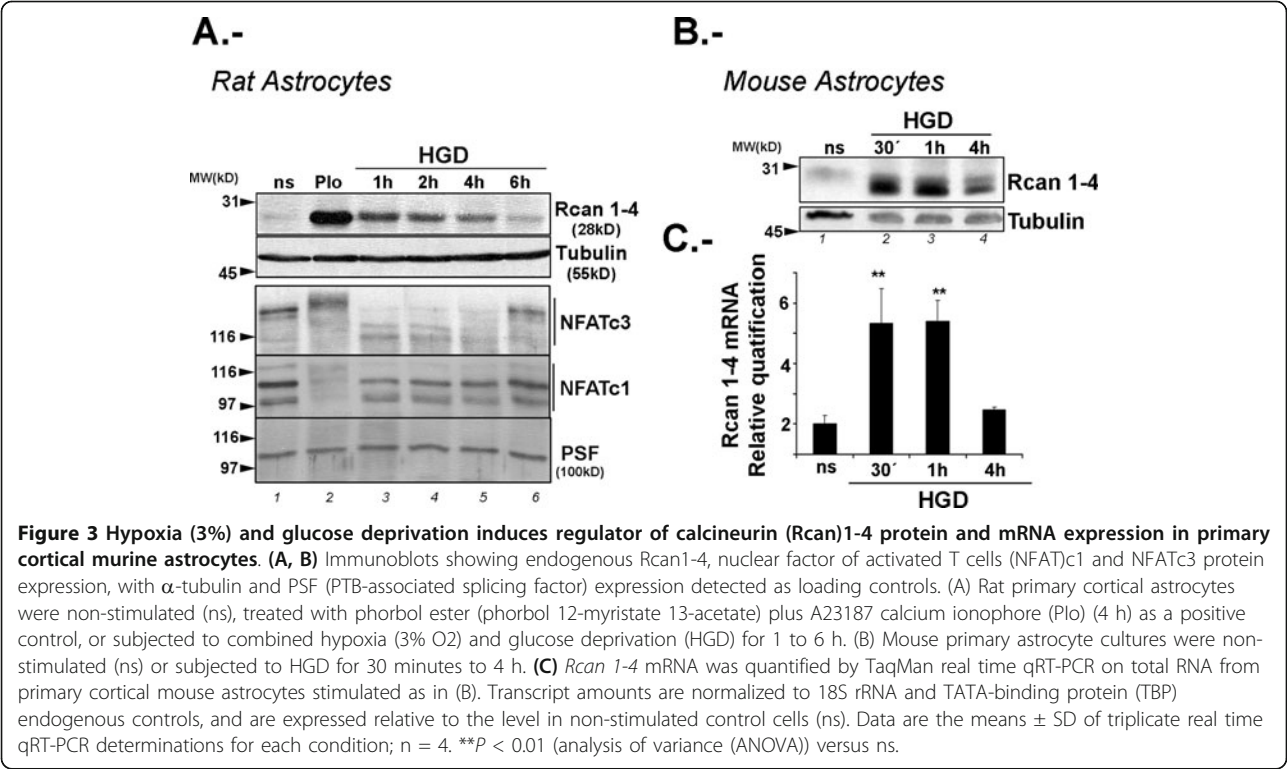 A.-
Rat Astrocytes
HGD
MW(kD) ns PIo 1h 2h 4h 6h
31
Rcan 1-4
(28kD)
Tubulin
(55kD)
45
NFATc3
116
116
NFATc1
97
116
PSF
(100kD)
97
1 2 3 4 5 6
B.-
Mouse Astrocytes
HGD
MW(kD) ns 30´ 1h 4h
31
Rcan 1-4
Tubulin
45
1 2 3 4
C.-
Rcan 1-4 mRNA
Relative quatification
6
4
2
** **
ns 30´ 1h 4h
HGD
Figure 3 Hypoxia (3%) and glucose deprivation induces regulator of calcineurin (Rcan)1-4 protein and mRNA expression in primary
cortical murine astrocytes. (A, B) Immunoblots showing endogenous Rcan1-4, nuclear factor of activated T cells (NFAT)c1 and NFATc3 protein
expression, with α-tubulin and PSF (PTB-associated splicing factor) expression detected as loading controls. (A) Rat primary cortical astrocytes
were non-stimulated (ns), treated with phorbol ester (phorbol 12-myristate 13-acetate) plus A23187 calcium ionophore (PIo) (4 h) as a positive
control, or subjected to combined hypoxia (3% O2) and glucose deprivation (HGD) for 1 to 6 h. (B) Mouse primary astrocyte cultures were non-
stimulated (ns) or subjected to HGD for 30 minutes to 4 h. (C) Rcan 1-4 mRNA was quantified by TaqMan real time qRT-PCR on total RNA from
primary cortical mouse astrocytes stimulated as in (B). Transcript amounts are normalized to 18S rRNA and TATA-binding protein (TBP)
endogenous controls, and are expressed relative to the level in non-stimulated control cells (ns). Data are the means ± SD of triplicate real time
qRT-PCR determinations for each condition; n = 4. **P < 0.01 (analysis of variance (ANOVA)) versus ns.